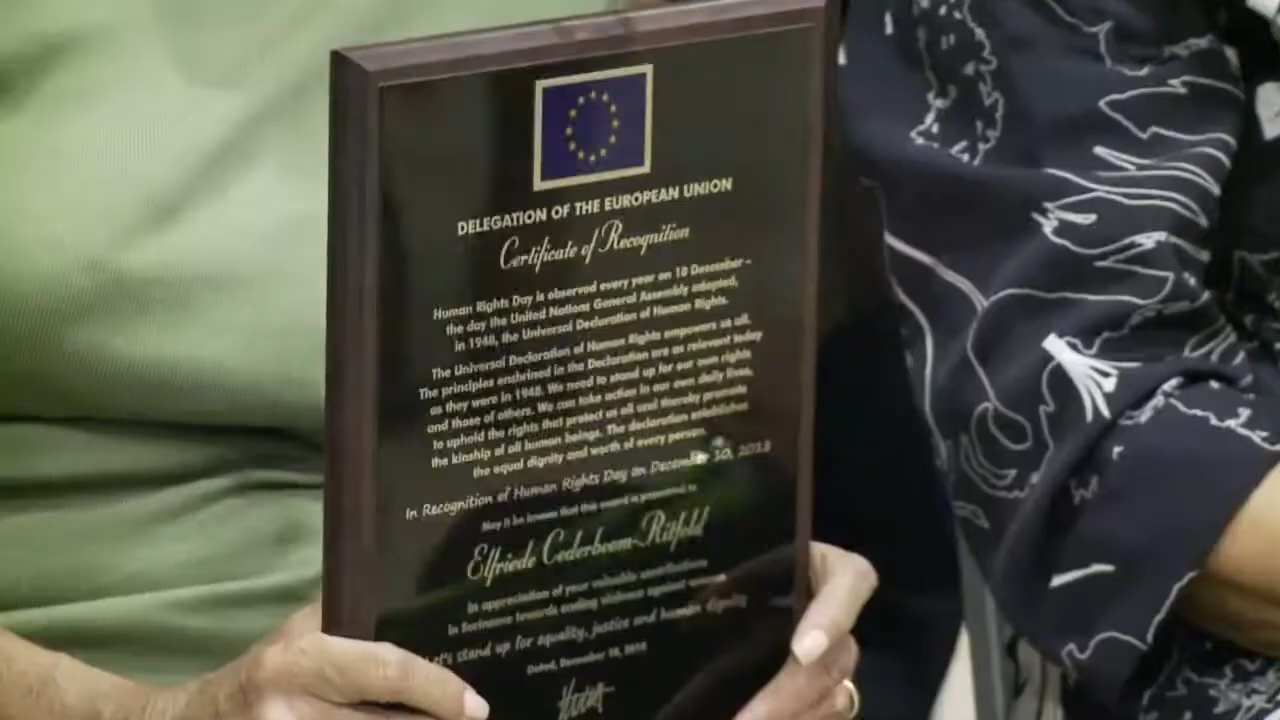 DELEGATION OF THE EUROPEAN UNION
Certificate of Recognition
Human Rights Day is observed every year on 10 December -
the day the United Nations General Assembly adopted,
in 1948, the Universal Declaration of Human Rights.
The Universal Declaration of Human Rights empowers us all.
The principles enshrined in the Declaration are as relevant today
as they were in 1948. We need to stand up for our own rights
and those of others. We can take action in our own daily lives,
to uphold the rights that protect us all and thereby promote
the kinship of all human beings. The declaration establishes
the equal dignity and worth of every person.
In Recognition of Human Rights Day on December 10, 2018
May it be known that this award is presented to
Elfriede Cederboom-Ritfeld
In appreciation of your valuable contributions
in Suriname towards ending violence against women
Let's stand up for equality, justice and human dignity
Dated, December 10, 2018